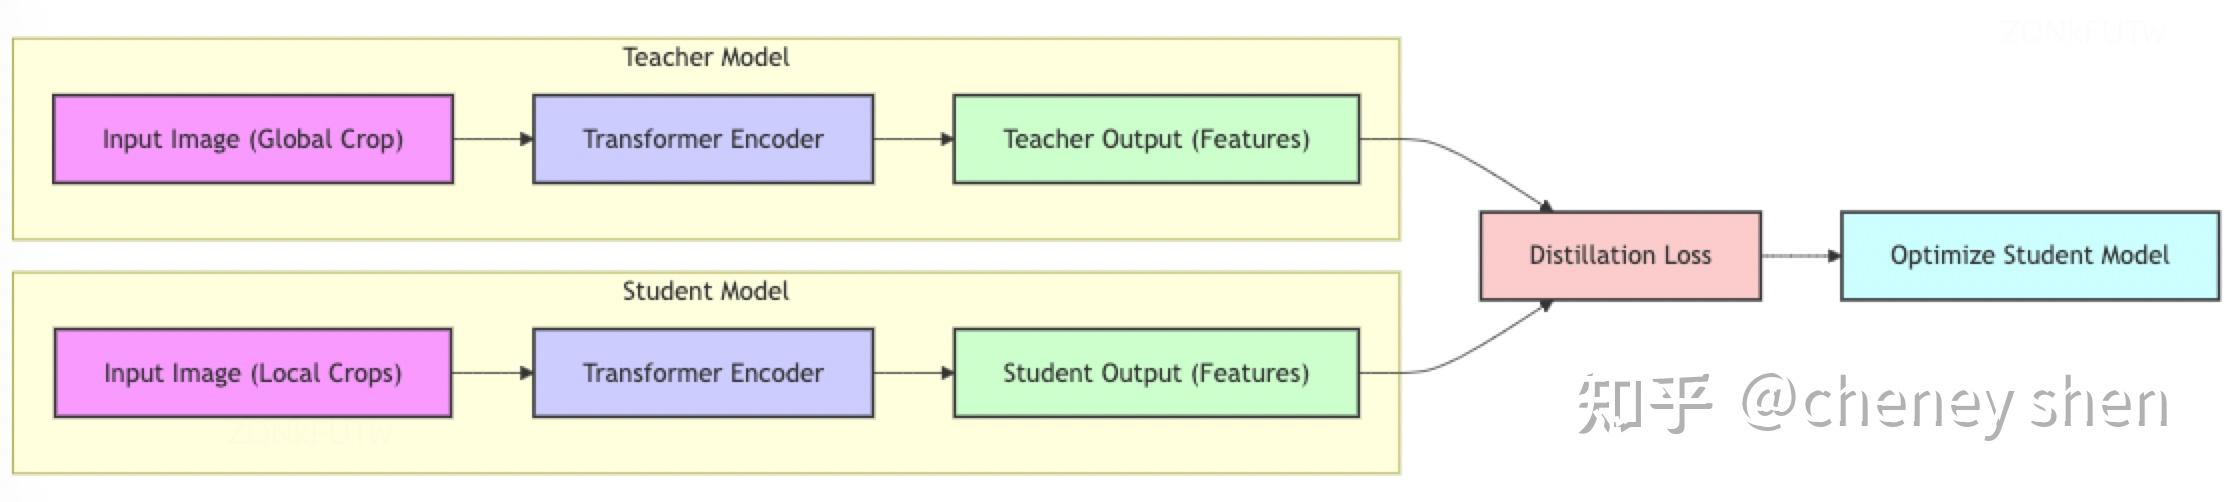 Teacher Model
Input Image (Global Crop)
Transformer Encoder
Teacher Output (Features)
Distillation Loss
Optimize Student Model
Student Model
Input Image (Local Crops)
Transformer Encoder
Student Output (Features)
知乎 @cheney shen